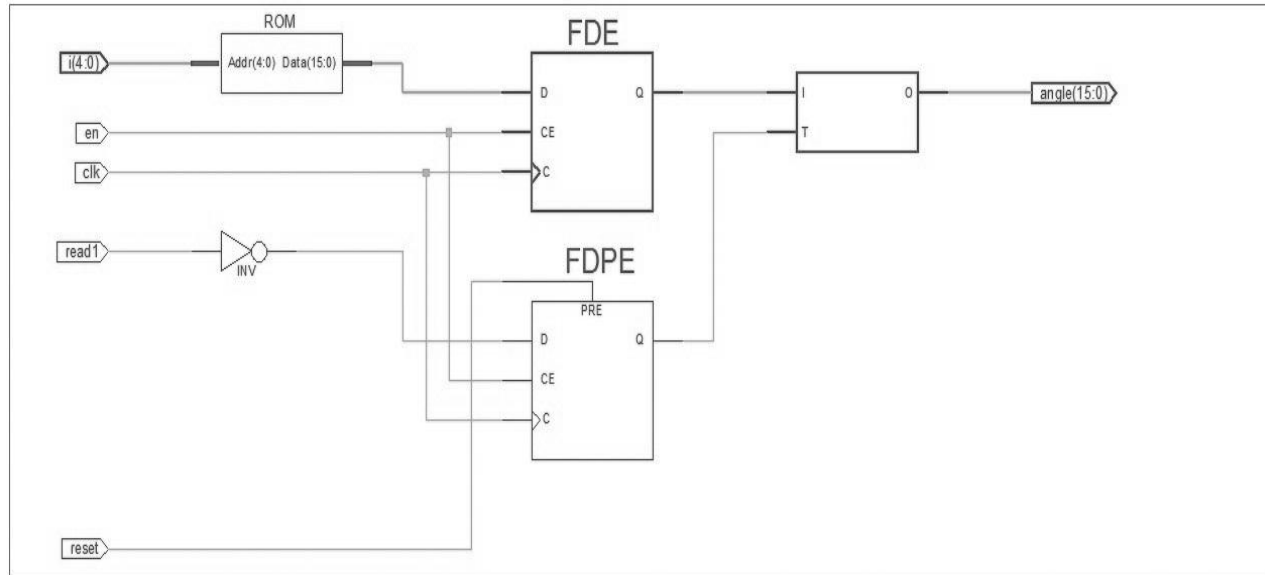 ROM
FDE
i(4:0)
Addr(4:0) Data(15:0)
D
Q
I
O
angle(15:0)
en
CE
T
clk
C
read1
INV
FDPE
PRE
D
Q
CE
C
reset